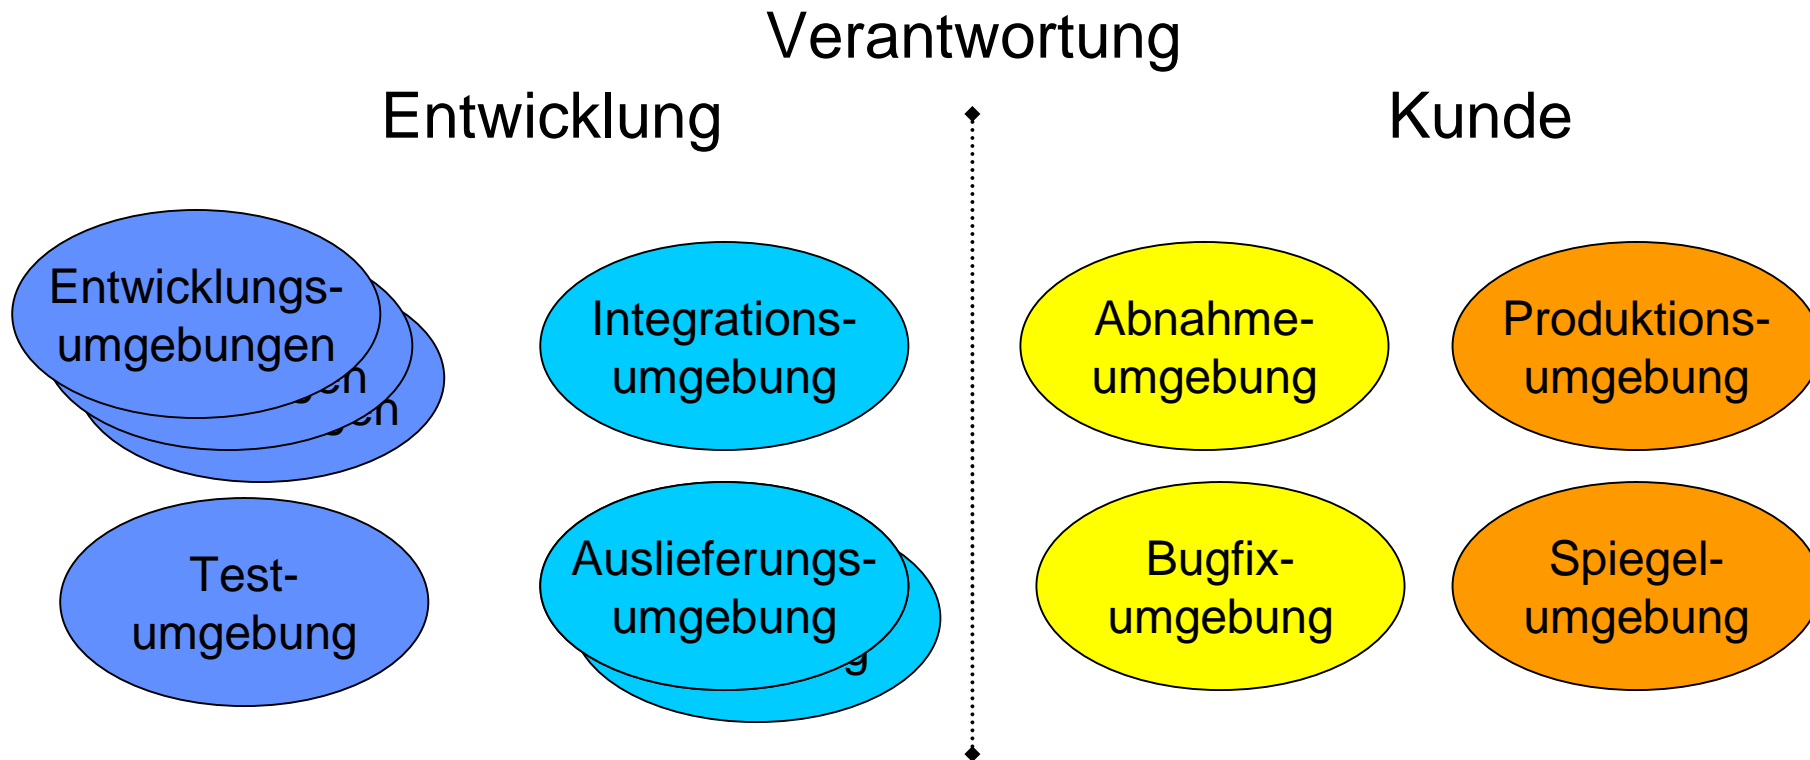 Verantwortung
Entwicklung
Kunde
Entwicklungs-
umgebungen
Integrations-
umgebung
Abnahme-
umgebung
Produktions-
umgebung
Test-
umgebung
Auslieferungs-
umgebung
Bugfix-
umgebung
Spiegel-
umgebung